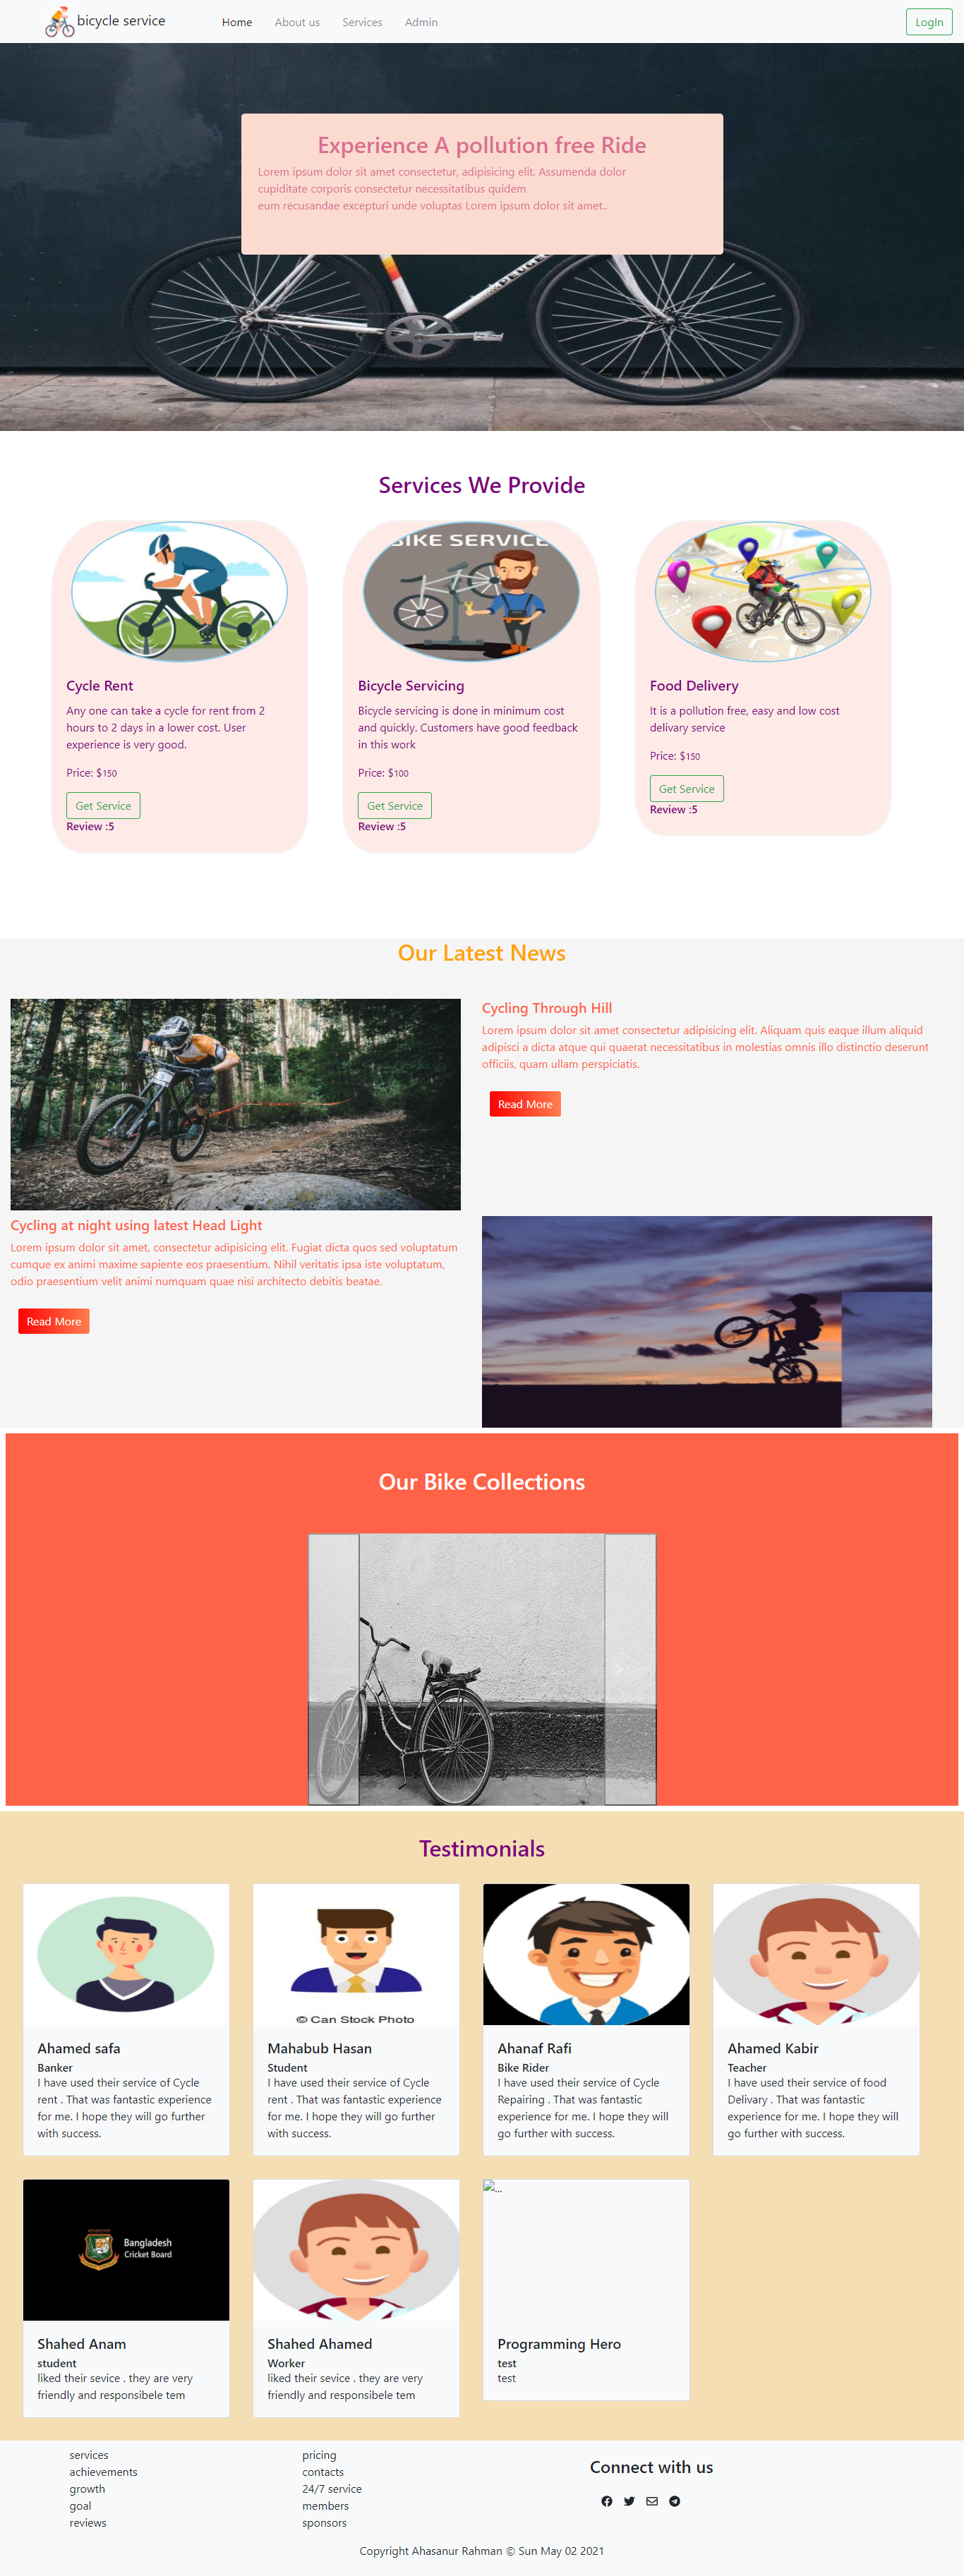 bicycle service
Home
About us
Services
Admin
LogIn
Experience A pollution free Ride
Lorem ipsum dolor sit amet consectetur, adipisicing elit. Assumenda dolor
cupiditate corporis consectetur necessitatibus quidem
eum recusandae excepturi unde voluptas Lorem ipsum dolor sit amet..
Services We Provide
Cycle Rent
Any one can take a cycle for rent from 2
hours to 2 days in a lower cost. User
experience is very good.
Price: $150
Get Service
Review :5
BIKE SERVICE
Bicycle Servicing
Bicycle servicing is done in minimum cost
and quickly. Customers have good feedback
in this work
Price: $100
Get Service
Review :5
Food Delivery
It is a pollution free, easy and low cost
delivary service
Price: $150
Get Service
Review :5
Our Latest News
Cycling Through Hill
Lorem ipsum dolor sit amet consectetur adipisicing elit. Aliquam quis eaque illum aliquid
adipisci a dicta atque qui quaerat necessitatibus in molestias omnis illo distinctio deserunt
officiis, quam ullam perspiciatis.
Read More
Cycling at night using latest Head Light
Lorem ipsum dolor sit amet, consectetur adipisicing elit. Fugiat dicta quos sed voluptatum
cumque ex animi maxime sapiente eos praesentium. Nihil veritatis ipsa iste voluptatum,
odio praesentium velit animi numquam quae nisi architecto debitis beatae.
Read More
Our Bike Collections
Testimonials
Ahamed safa
Banker
I have used their service of Cycle
rent . That was fantastic experience
for me. I hope they will go further
with success.
© Can Stock Photo
Mahabub Hasan
Student
I have used their service of Cycle
rent . That was fantastic experience
for me. I hope they will go further
with success.
Ahanaf Rafi
Bike Rider
I have used their service of Cycle
Repairing . That was fantastic
experience for me. I hope they will
go further with success.
Ahamed Kabir
Teacher
I have used their service of food
Delivary . That was fantastic
experience for me. I hope they will
go further with success.
Bangladesh
Cricket Board
Shahed Anam
student
liked their sevice . they are very
friendly and responsibele tem
Shahed Ahamed
Worker
liked their sevice . they are very
friendly and responsibele tem
...
Programming Hero
test
test
services
achievements
growth
goal
reviews
pricing
contacts
24/7 service
members
sponsors
Connect with us
Copyright Ahasanur Rahman © Sun May 02 2021